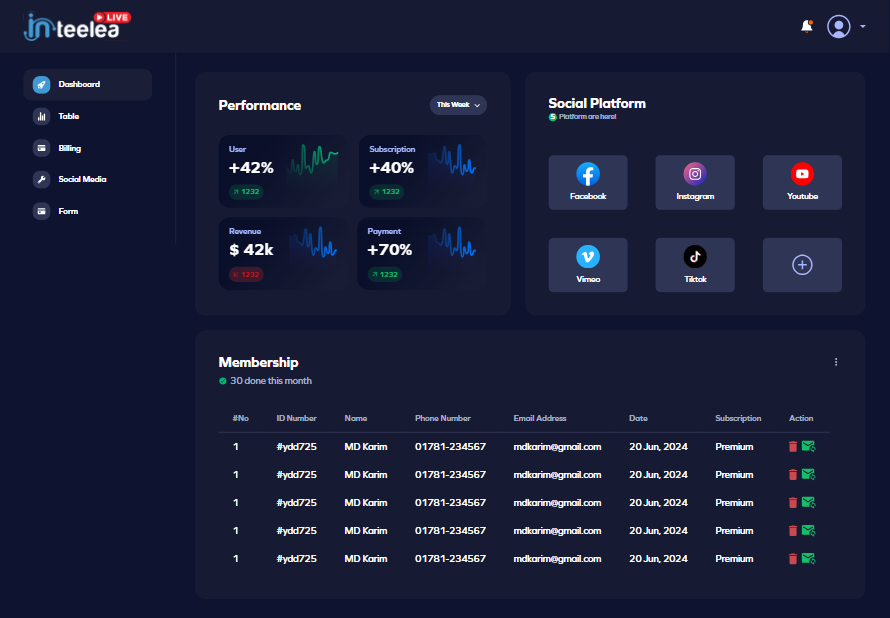 inteelea LIVE
Dashboard
Table
Billing
Social Media
Form
Performance
This Week
User
+42%
1232
Subscription
+40%
1232
Revenue
$ 42k
1232
Payment
+70%
1232
Social Platform
5 Platform are here!
Facebook
Instagram
Youtube
Vimeo
Tiktok
Membership
30 done this month
#No ID Number Name Phone Number Email Address Date Subscription Action
1 #ydd725 MD Karim 01781-234567 mdkarim@gmail.com 20 Jun, 2024 Premium
1 #ydd725 MD Karim 01781-234567 mdkarim@gmail.com 20 Jun, 2024 Premium
1 #ydd725 MD Karim 01781-234567 mdkarim@gmail.com 20 Jun, 2024 Premium
1 #ydd725 MD Karim 01781-234567 mdkarim@gmail.com 20 Jun, 2024 Premium
1 #ydd725 MD Karim 01781-234567 mdkarim@gmail.com 20 Jun, 2024 Premium